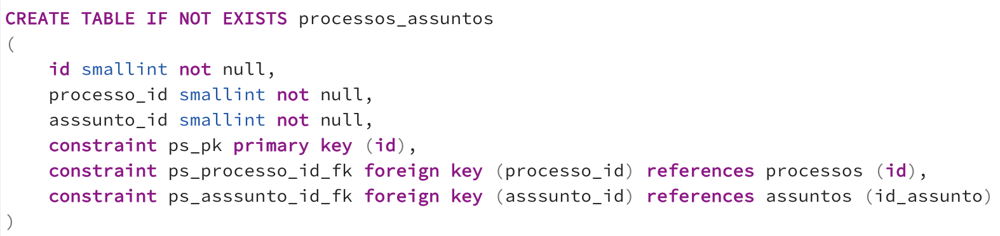 CREATE TABLE IF NOT EXISTS processos_assuntos
(
    id smallint not null,
    processo_id smallint not null,
    asssunto_id smallint not null,
    constraint ps_pk primary key (id),
    constraint ps_processo_id_fk foreign key (processo_id) references processos (id),
    constraint ps_asssunto_id_fk foreign key (asssunto_id) references assuntos (id_assunto)
)